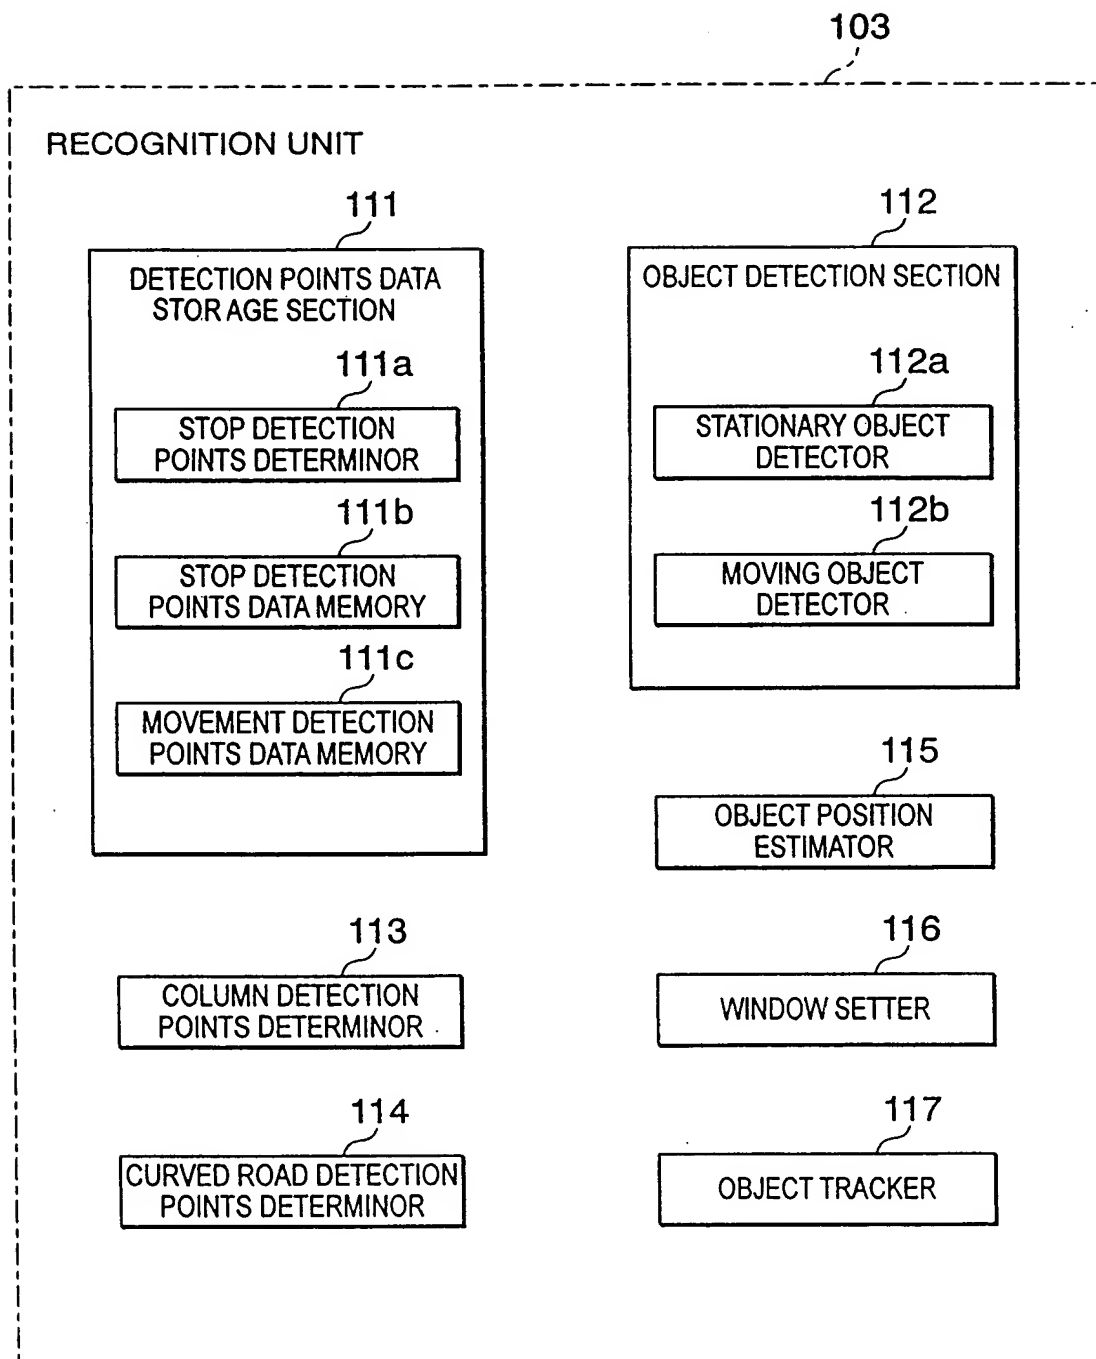 103
RECOGNITION UNIT
111
DETECTION POINTS DATA
STORAGE SECTION
111a
STOP DETECTION
POINTS DETERMINOR
111b
STOP DETECTION
POINTS DATA MEMORY
111c
MOVEMENT DETECTION
POINTS DATA MEMORY
112
OBJECT DETECTION SECTION
112a
STATIONARY OBJECT
DETECTOR
112b
MOVING OBJECT
DETECTOR
115
OBJECT POSITION
ESTIMATOR
113
COLUMN DETECTION
POINTS DETERMINOR
116
WINDOW SETTER
114
CURVED ROAD DETECTION
POINTS DETERMINOR
117
OBJECT TRACKER